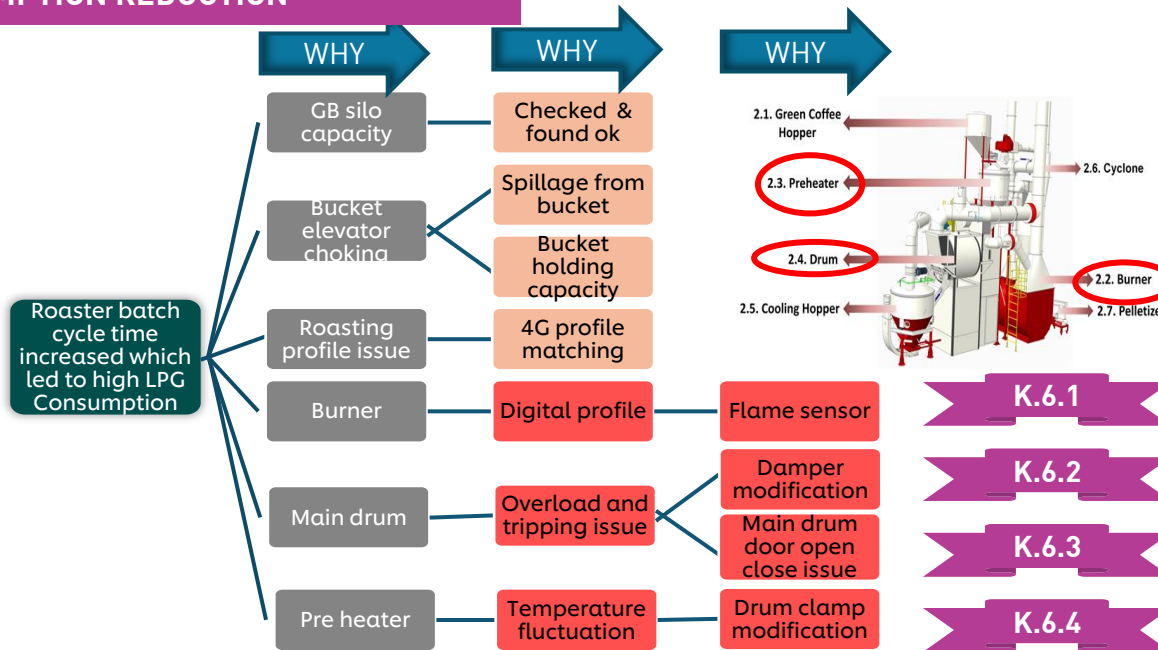 WHY
WHY
WHY
GB silo
capacity
Checked &
found ok
Spillage from
bucket
Bucket
elevator
choking
Bucket
holding
capacity
Roaster batch
cycle time
increased which
led to high LPG
Consumption
Roasting
profile issue
4G profile
matching
Burner
Digital profile
Flame sensor
Main drum
Overload and
tripping issue
Damper
modification
Main drum
door open
close issue
Pre heater
Temperature
fluctuation
Drum clamp
modification
2.1. Green Coffee
Hopper
2.3. Preheater
2.4. Drum
2.5. Cooling Hopper
2.6. Cyclone
2.2. Burner
2.7. Pelletize
K.6.1
K.6.2
K.6.3
K.6.4